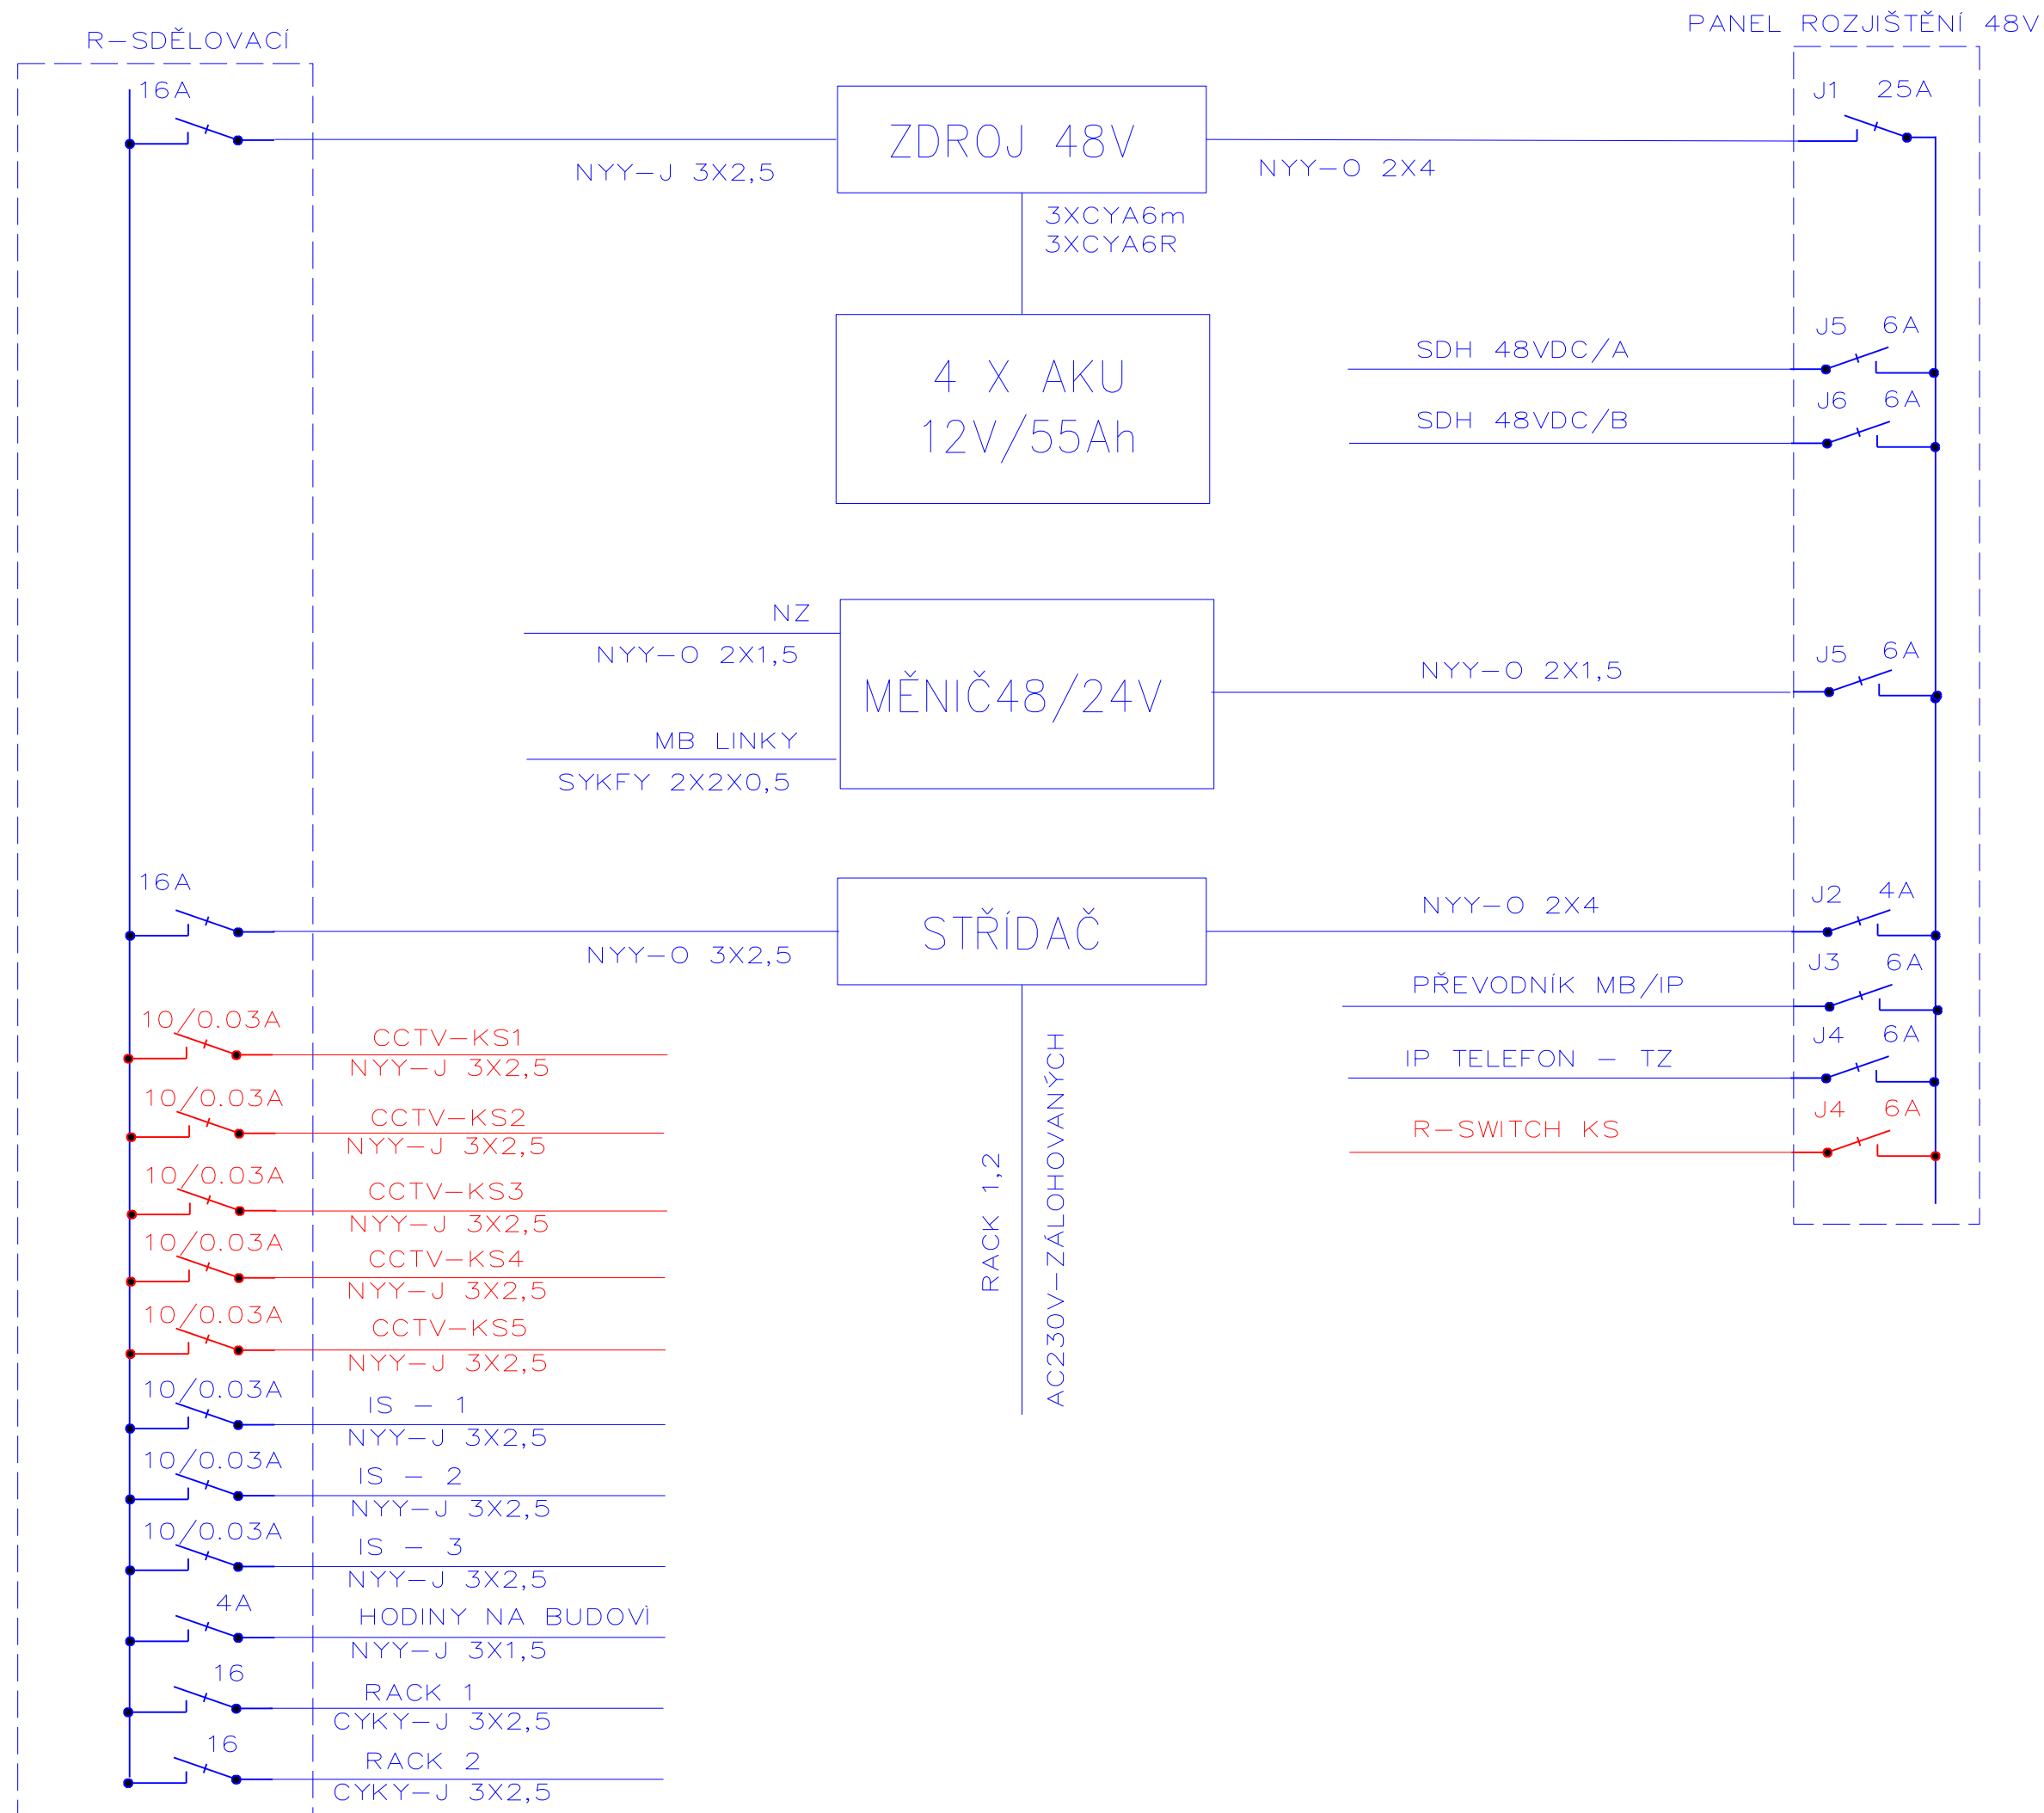 R-SDĚLOVACÍ
PANEL ROZJIŠTĚNÍ 48V
16A
NYY-J 3X2,5
ZDROJ 48V
NYY-O 2X4
J1 25A
3XCYA6m
3XCYA6R
4 X AKU
12V/55Ah
SDH 48VDC/A
J5 6A
SDH 48VDC/B
J6 6A
NZ
NYY-O 2X1,5
MĚNIČ48/24V
MB LINKY
SYKFY 2X2X0,5
NYY-O 2X1,5
J5 6A
16A
NYY-O 3X2,5
STŘÍDAČ
NYY-O 2X4
J2 4A
PŘEVODNÍK MB/IP
J3 6A
IP TELEFON - TZ
J4 6A
R-SWITCH KS
J4 6A
RACK 1,2
AC230V-ZÁLOHOVANÝCH
10/0.03A
CCTV-KS1
NYY-J 3X2,5
10/0.03A
CCTV-KS2
NYY-J 3X2,5
10/0.03A
CCTV-KS3
NYY-J 3X2,5
10/0.03A
CCTV-KS4
NYY-J 3X2,5
10/0.03A
CCTV-KS5
NYY-J 3X2,5
10/0.03A
IS - 1
NYY-J 3X2,5
10/0.03A
IS - 2
NYY-J 3X2,5
10/0.03A
IS - 3
NYY-J 3X2,5
4A
HODINY NA BUDOVÌ
NYY-J 3X1,5
16
RACK 1
CYKY-J 3X2,5
16
RACK 2
CYKY-J 3X2,5